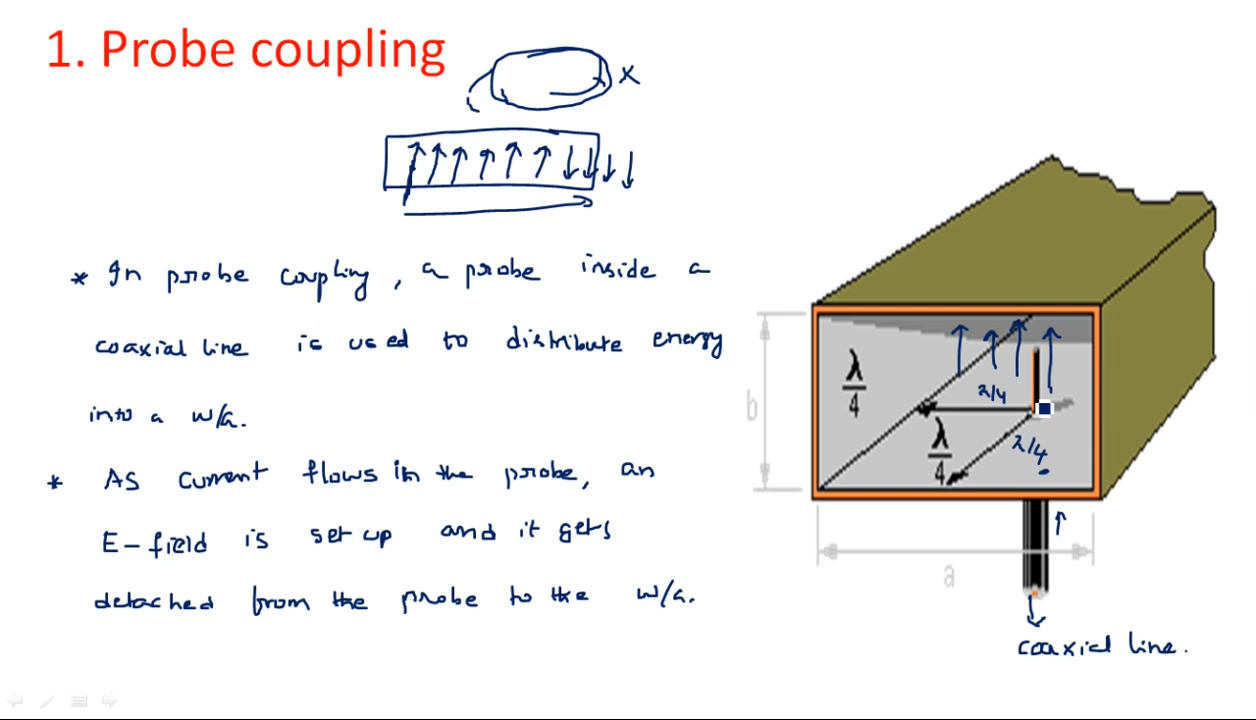 1. Probe coupling
x
* In probe coupling, a probe inside a
coaxial line is used to distribute energy
into a w/G.
* As current flows in the probe, an
E-field is set up and it gets
detached from the probe to the w/G.
λ/4
λ/4
λ/4
λ/4
b
a
coaxial line.